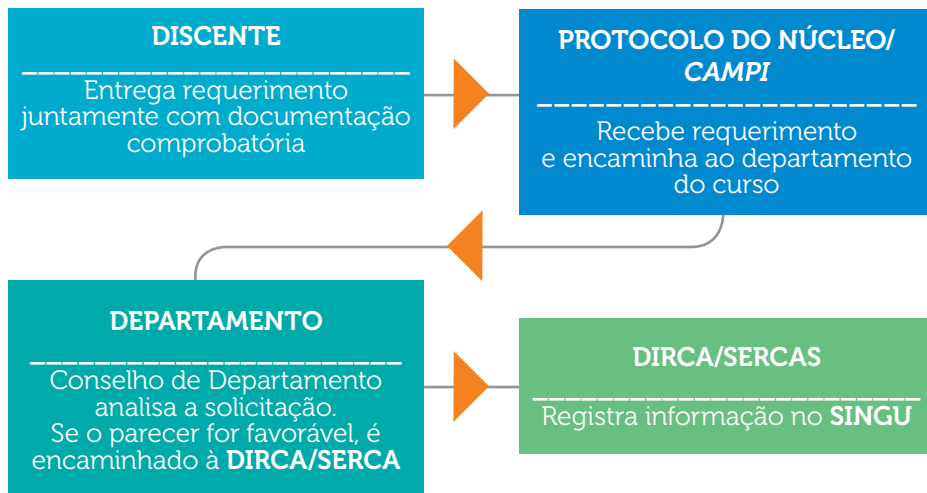 DISCENTE
Entrega requerimento
juntamente com documentação
comprobatória
PROTOCOLO DO NÚCLEO/
CAMPI
Recebe requerimento
e encaminha ao departamento
do curso
DEPARTAMENTO
Conselho de Departamento
analisa a solicitação.
Se o parecer for favorável, é
encaminhado à DIRCA/SERCA
DIRCA/SERCAS
Registra informação no SINGU